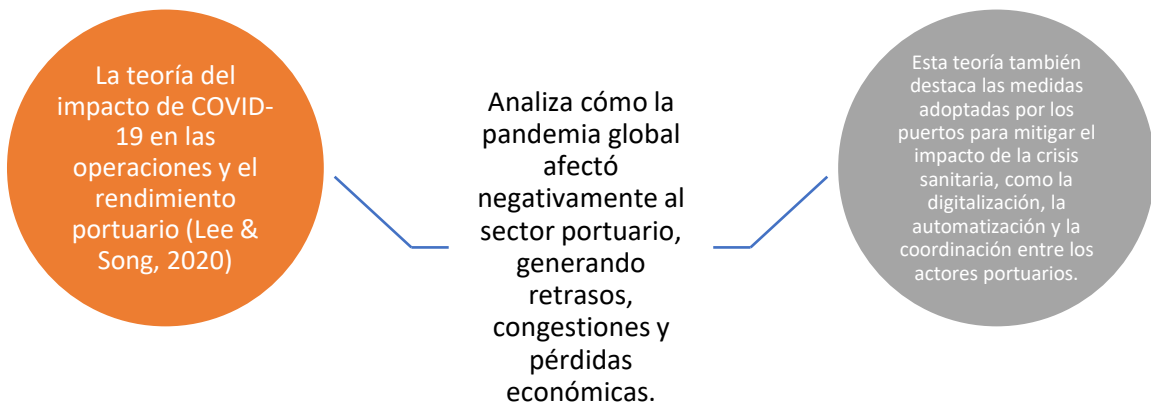 La teoría del
impacto de COVID-
19 en las
operaciones y el
rendimiento
portuario (Lee &
Song, 2020)
Analiza cómo la
pandemia global
afectó
negativamente al
sector portuario,
generando
retrasos,
congestiones y
pérdidas
económicas.
Esta teoría también
destaca las medidas
adoptadas por los
puertos para mitigar el
impacto de la crisis
sanitaria, como la
digitalización, la
automatización y la
coordinación entre los
actores portuarios.